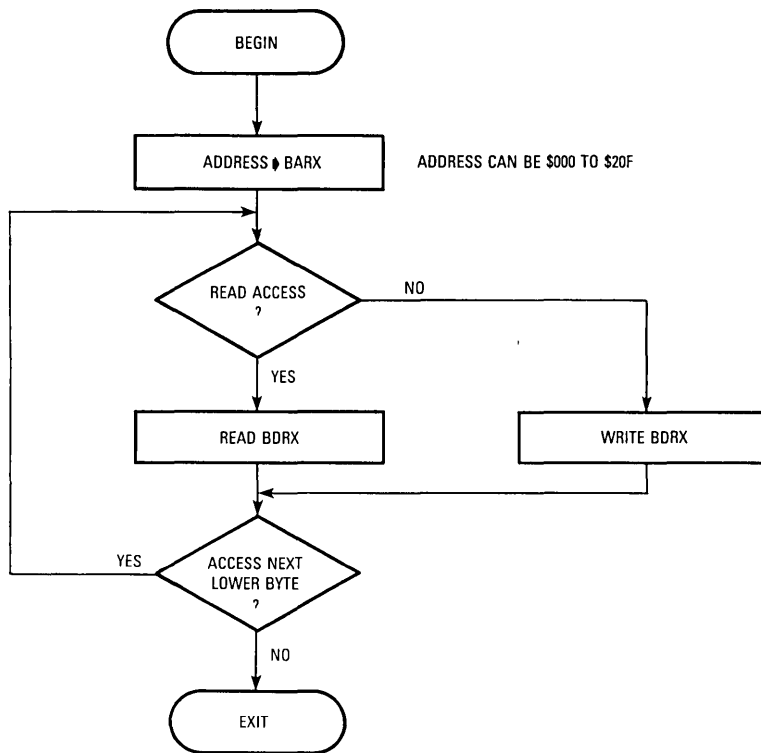 BEGIN
ADDRESS ➧ BARX
ADDRESS CAN BE $000 TO $20F
READ ACCESS
?
NO
YES
READ BDRX
WRITE BDRX
YES
ACCESS NEXT
LOWER BYTE
?
NO
EXIT